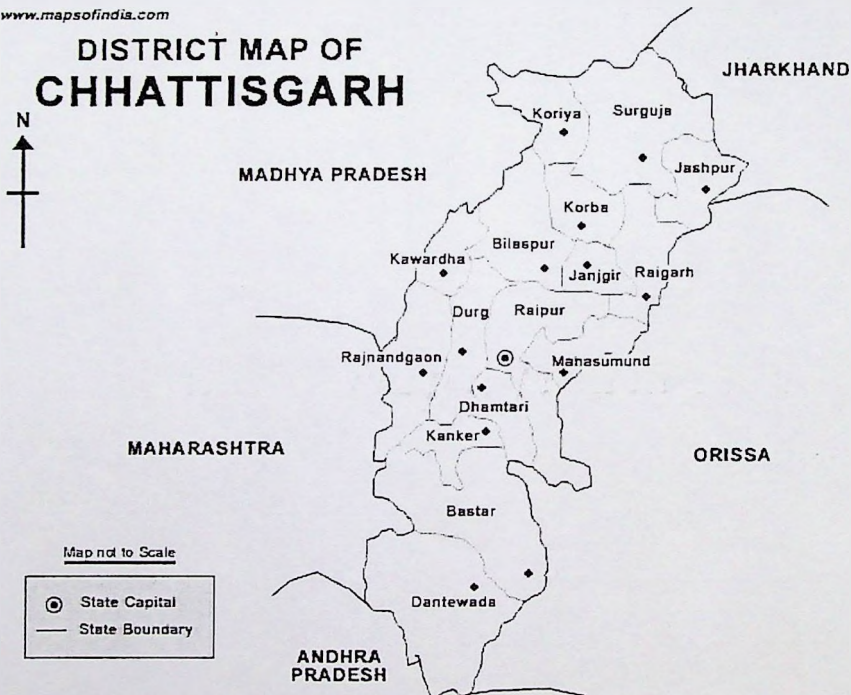 www.mapsofindia.com
DISTRICT MAP OF
CHHATTISGARH
N
JHARKHAND
MADHYA PRADESH
Koriya
Surguja
Jashpur
Korba
Bilaspur
Kawardha
Janjgir
Raigarh
Durg
Raipur
Rajnandgaon
Mahasumund
Dhamtari
Kanker
MAHARASHTRA
ORISSA
Bastar
Map not to Scale
State Capital
State Boundary
Dantewada
ANDHRA
PRADESH